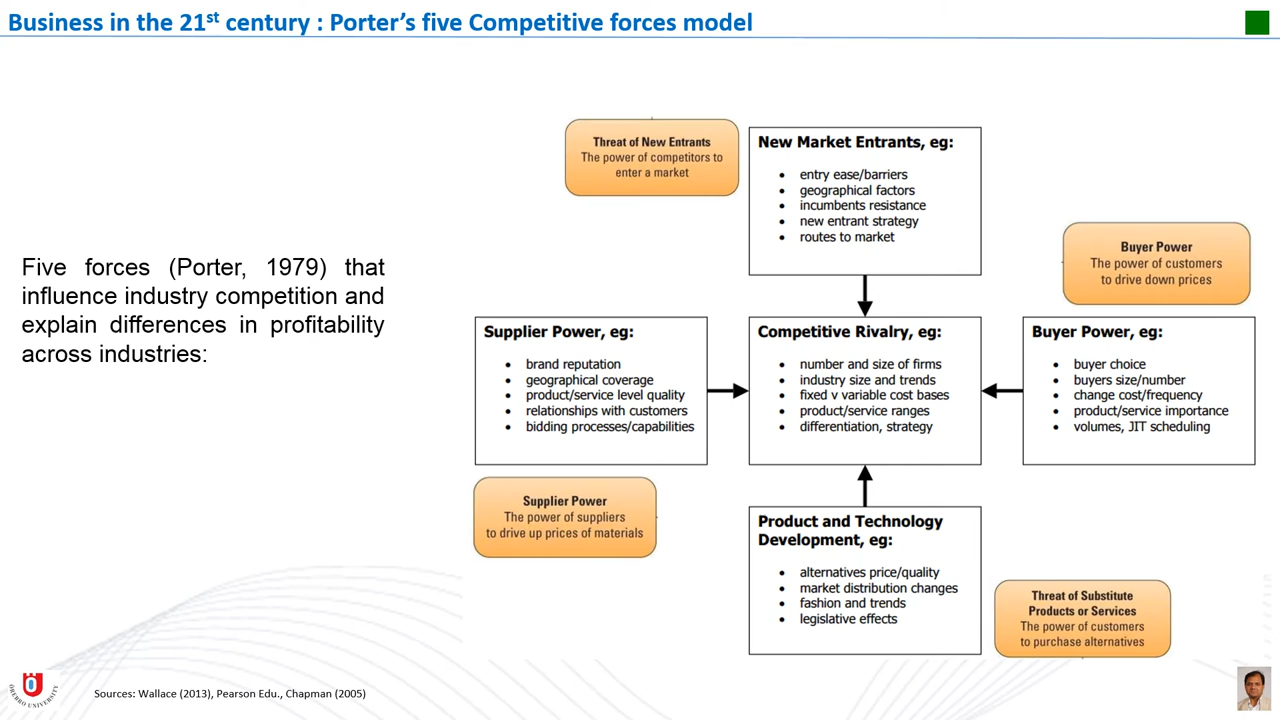 Business in the 21st century : Porter's five Competitive forces model
Five forces (Porter, 1979) that
influence industry competition and
explain differences in profitability
across industries:
Threat of New Entrants
The power of competitors to
enter a market
New Market Entrants, eg:
• entry ease/barriers
• geographical factors
• incumbents resistance
• new entrant strategy
• routes to market
Buyer Power
The power of customers
to drive down prices
Supplier Power, eg:
• brand reputation
• geographical coverage
• product/service level quality
• relationships with customers
• bidding processes/capabilities
Competitive Rivalry, eg:
• number and size of firms
• industry size and trends
• fixed v variable cost bases
• product/service ranges
• differentiation, strategy
Buyer Power, eg:
• buyer choice
• buyers size/number
• change cost/frequency
• product/service importance
• volumes, JIT scheduling
Supplier Power
The power of suppliers
to drive up prices of materials
Product and Technology
Development, eg:
• alternatives price/quality
• market distribution changes
• fashion and trends
• legislative effects
Threat of Substitute
Products or Services
The power of customers
to purchase alternatives
ÖREBRO UNIVERSITY
Sources: Wallace (2013), Pearson Edu., Chapman (2005)